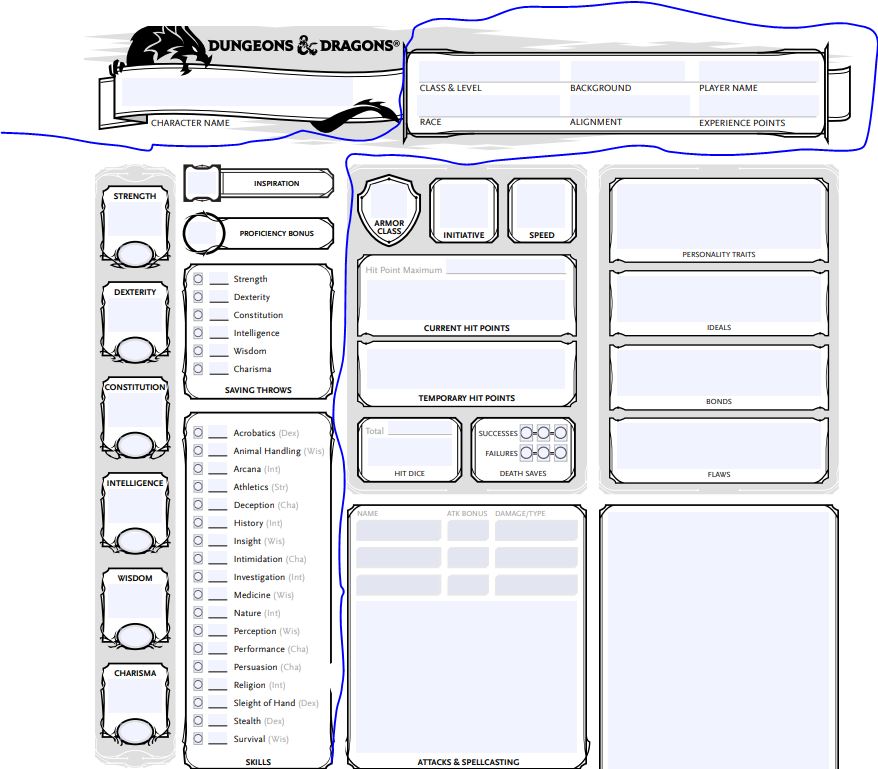 DUNGEONS & DRAGONS®
CHARACTER NAME
CLASS & LEVEL
BACKGROUND
PLAYER NAME
RACE
ALIGNMENT
EXPERIENCE POINTS
STRENGTH
DEXTERITY
CONSTITUTION
INTELLIGENCE
WISDOM
CHARISMA
INSPIRATION
PROFICIENCY BONUS
Strength
Dexterity
Constitution
Intelligence
Wisdom
Charisma
SAVING THROWS
Acrobatics (Dex)
Animal Handling (Wis)
Arcana (Int)
Athletics (Str)
Deception (Cha)
History (Int)
Insight (Wis)
Intimidation (Cha)
Investigation (Int)
Medicine (Wis)
Nature (Int)
Perception (Wis)
Performance (Cha)
Persuasion (Cha)
Religion (Int)
Sleight of Hand (Dex)
Stealth (Dex)
Survival (Wis)
SKILLS
ARMOR
CLASS
INITIATIVE
SPEED
Hit Point Maximum
CURRENT HIT POINTS
TEMPORARY HIT POINTS
Total
HIT DICE
SUCCESSES
FAILURES
DEATH SAVES
NAME
ATK BONUS
DAMAGE/TYPE
ATTACKS & SPELLCASTING
PERSONALITY TRAITS
IDEALS
BONDS
FLAWS